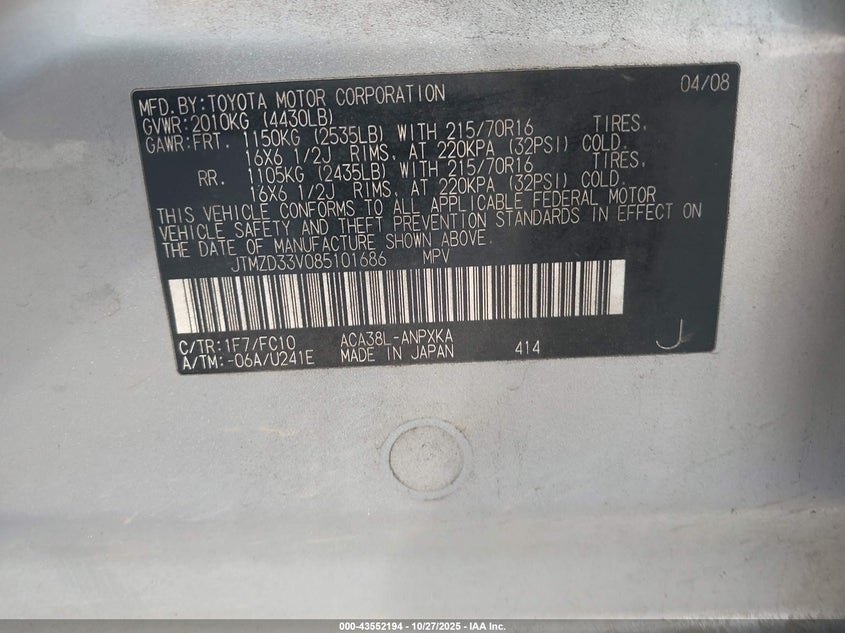 MFD. BY: TOYOTA MOTOR CORPORATION 04/08
GVWR: 2010KG (4430LB)
GAWR: FRT. 1150KG (2535LB) WITH 215/70R16 TIRES,
16X6 1/2J RIMS, AT 220KPA (32PSI) COLD.
RR. 1105KG (2435LB) WITH 215/70R16 TIRES,
16X6 1/2J RIMS, AT 220KPA (32PSI) COLD.
THIS VEHICLE CONFORMS TO ALL APPLICABLE FEDERAL MOTOR
VEHICLE SAFETY AND THEFT PREVENTION STANDARDS IN EFFECT ON
THE DATE OF MANUFACTURE SHOWN ABOVE.
JTMZD33V085101686 MPV
C/TR: 1F7/FC10 ACA38L-ANPXKA
A/TM: -06A/U241E MADE IN JAPAN 414 J
000-43552194 - 10/27/2025 - IAA Inc.